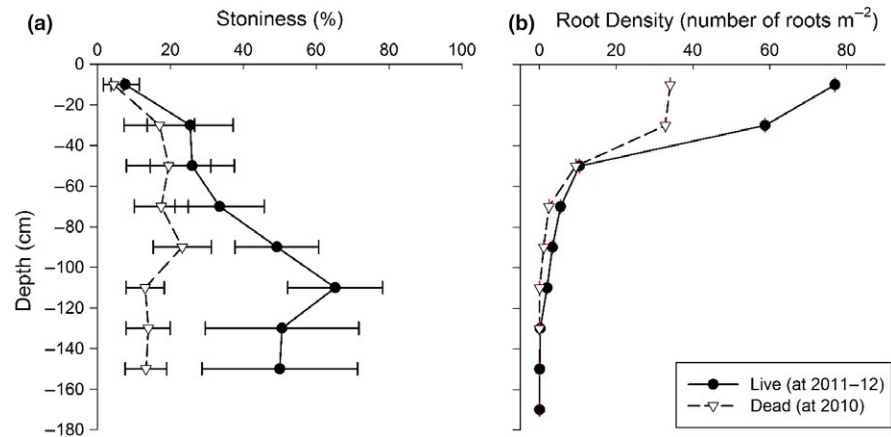 (a)
Stoniness (%)
0 20 40 60 80 100
Depth (cm)
0
−20
−40
−60
−80
−100
−120
−140
−160
−180
(b)
Root Density (number of roots m⁻²)
0 20 40 60 80
Live (at 2011–12)
Dead (at 2010)